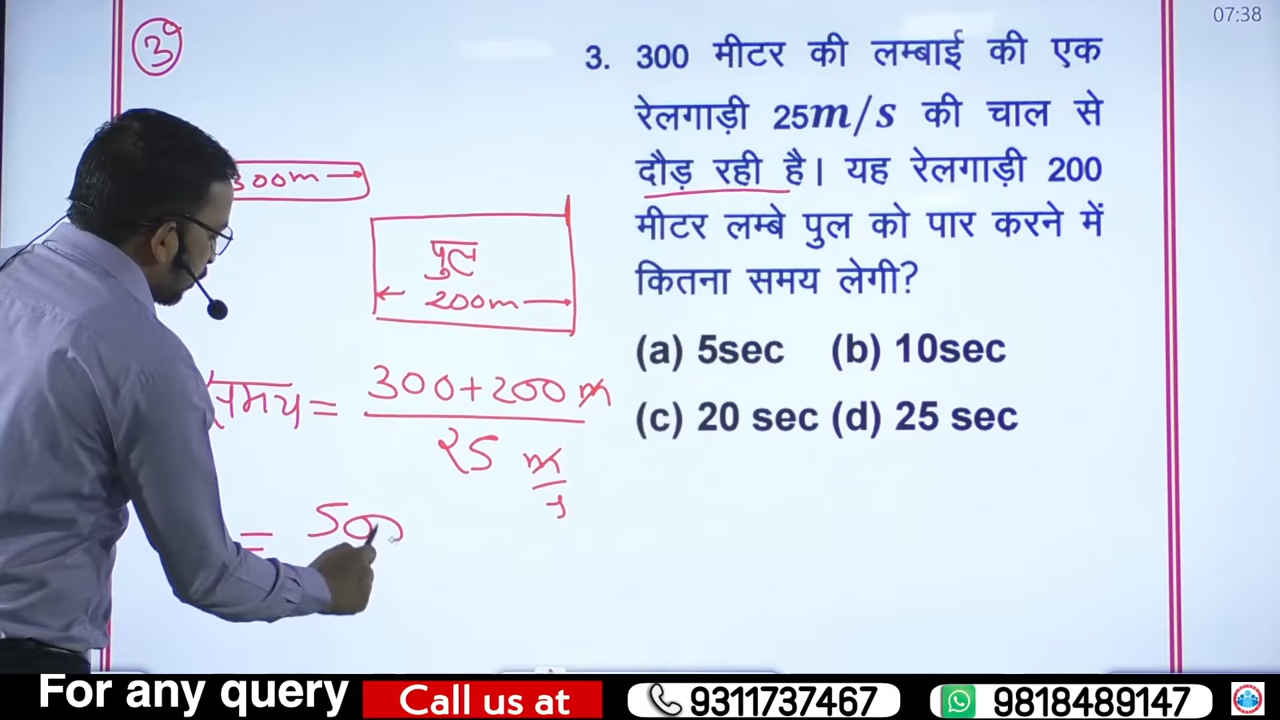 07:38
3
3. 300 मीटर की लम्बाई की एक
रेलगाड़ी 25m/s की चाल से
दौड़ रही है। यह रेलगाड़ी 200
मीटर लम्बे पुल को पार करने में
कितना समय लेगी?
(a) 5sec (b) 10sec
(c) 20 sec (d) 25 sec
300m
पुल
200m
समय = 300+200 m
25 m/s
= 500
For any query
Call us at
9311737467
9818489147